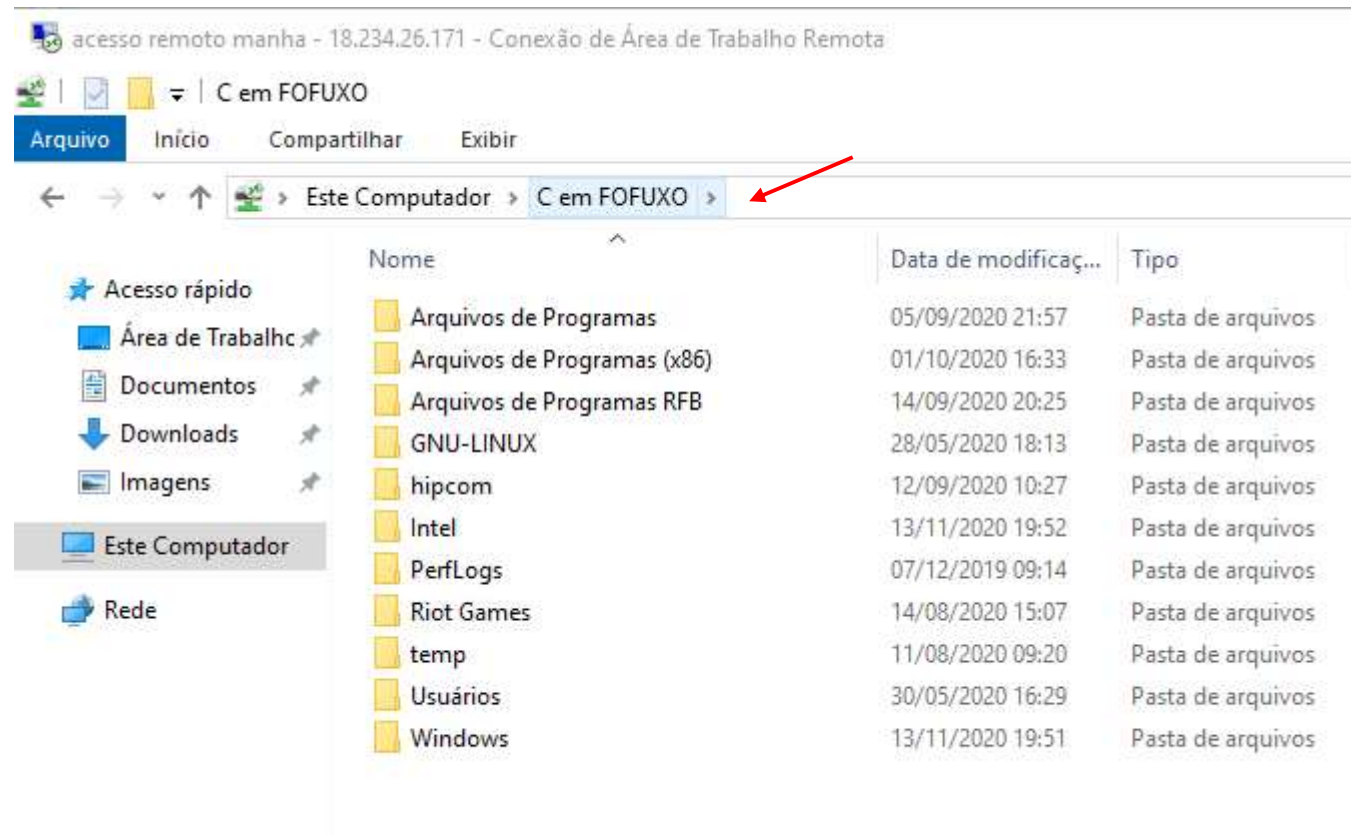 acesso remoto manha - 18.234.26.171 - Conexão de Área de Trabalho Remota
C em FOFUXO
Arquivo Início Compartilhar Exibir
Este Computador C em FOFUXO
Nome Data de modificaç... Tipo
Acesso rápido
Área de Trabalhc
Documentos
Downloads
Imagens
Este Computador
Rede
Arquivos de Programas 05/09/2020 21:57 Pasta de arquivos
Arquivos de Programas (x86) 01/10/2020 16:33 Pasta de arquivos
Arquivos de Programas RFB 14/09/2020 20:25 Pasta de arquivos
GNU-LINUX 28/05/2020 18:13 Pasta de arquivos
hipcom 12/09/2020 10:27 Pasta de arquivos
Intel 13/11/2020 19:52 Pasta de arquivos
PerfLogs 07/12/2019 09:14 Pasta de arquivos
Riot Games 14/08/2020 15:07 Pasta de arquivos
temp 11/08/2020 09:20 Pasta de arquivos
Usuários 30/05/2020 16:29 Pasta de arquivos
Windows 13/11/2020 19:51 Pasta de arquivos